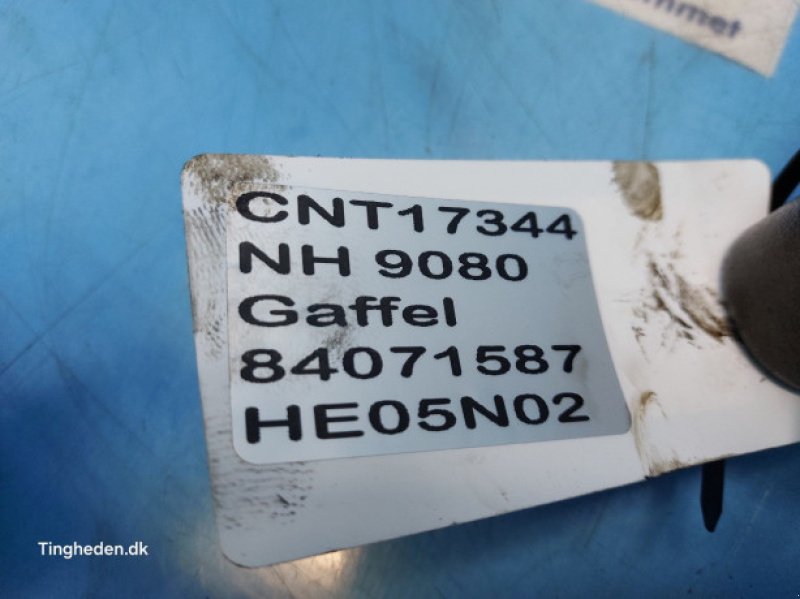 CNT17344
NH 9080
Gaffel
84071587
HE05N02
Tingheden.dk